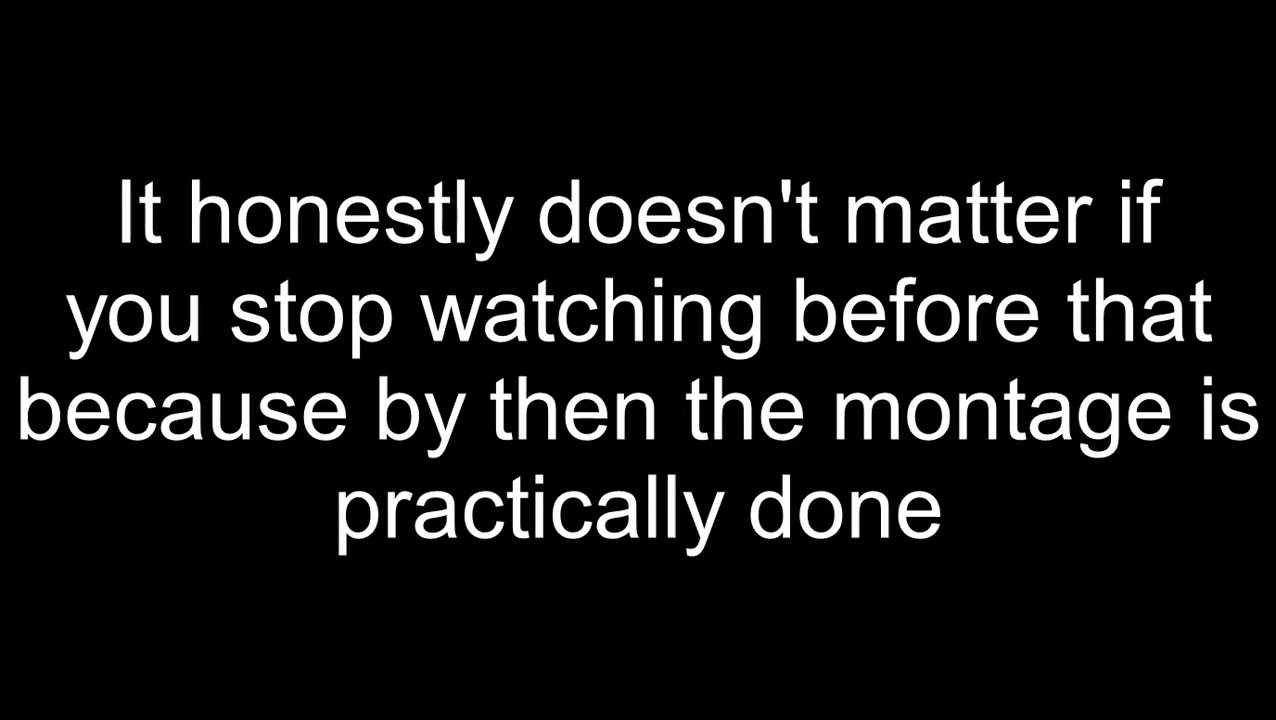 It honestly doesn't matter if
you stop watching before that
because by then the montage is
practically done